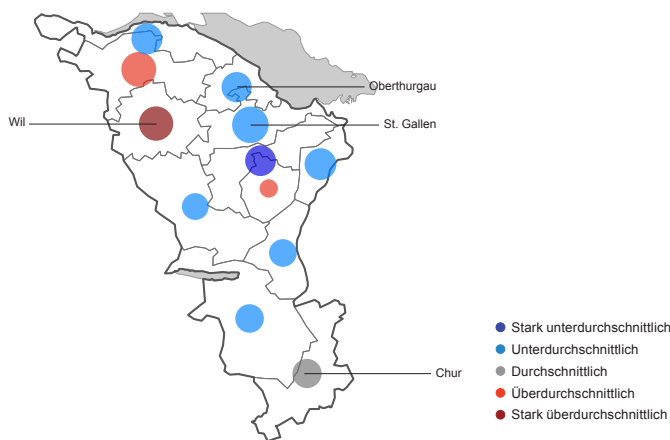 Oberthurgau
Wil
St. Gallen
Chur
Stark unterdurchschnittlich
Unterdurchschnittlich
Durchschnittlich
Überdurchschnittlich
Stark überdurchschnittlich